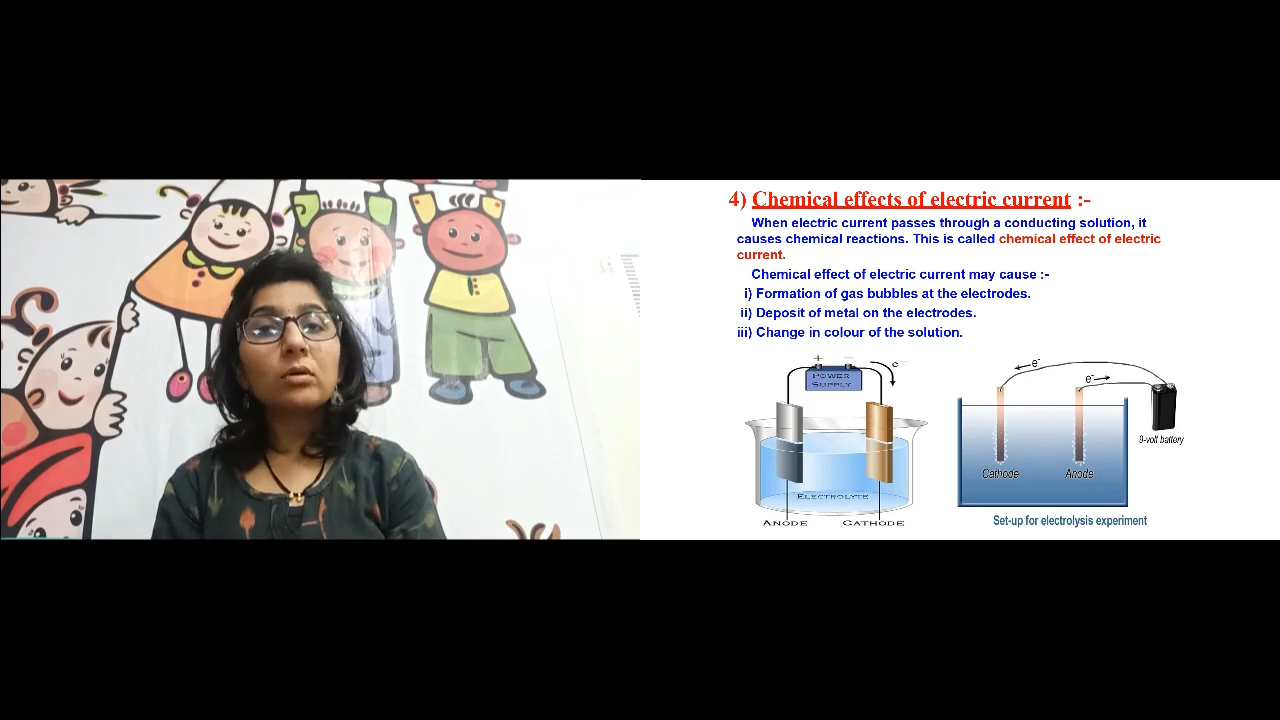 4) Chemical effects of electric current :-
When electric current passes through a conducting solution, it
causes chemical reactions. This is called chemical effect of electric
current.
Chemical effect of electric current may cause :-
i) Formation of gas bubbles at the electrodes.
ii) Deposit of metal on the electrodes.
iii) Change in colour of the solution.
+ −
e−
POWER
SUPPLY
ELECTROLYTE
ANODE CATHODE
e-
e-
9-volt battery
Cathode Anode
Set-up for electrolysis experiment